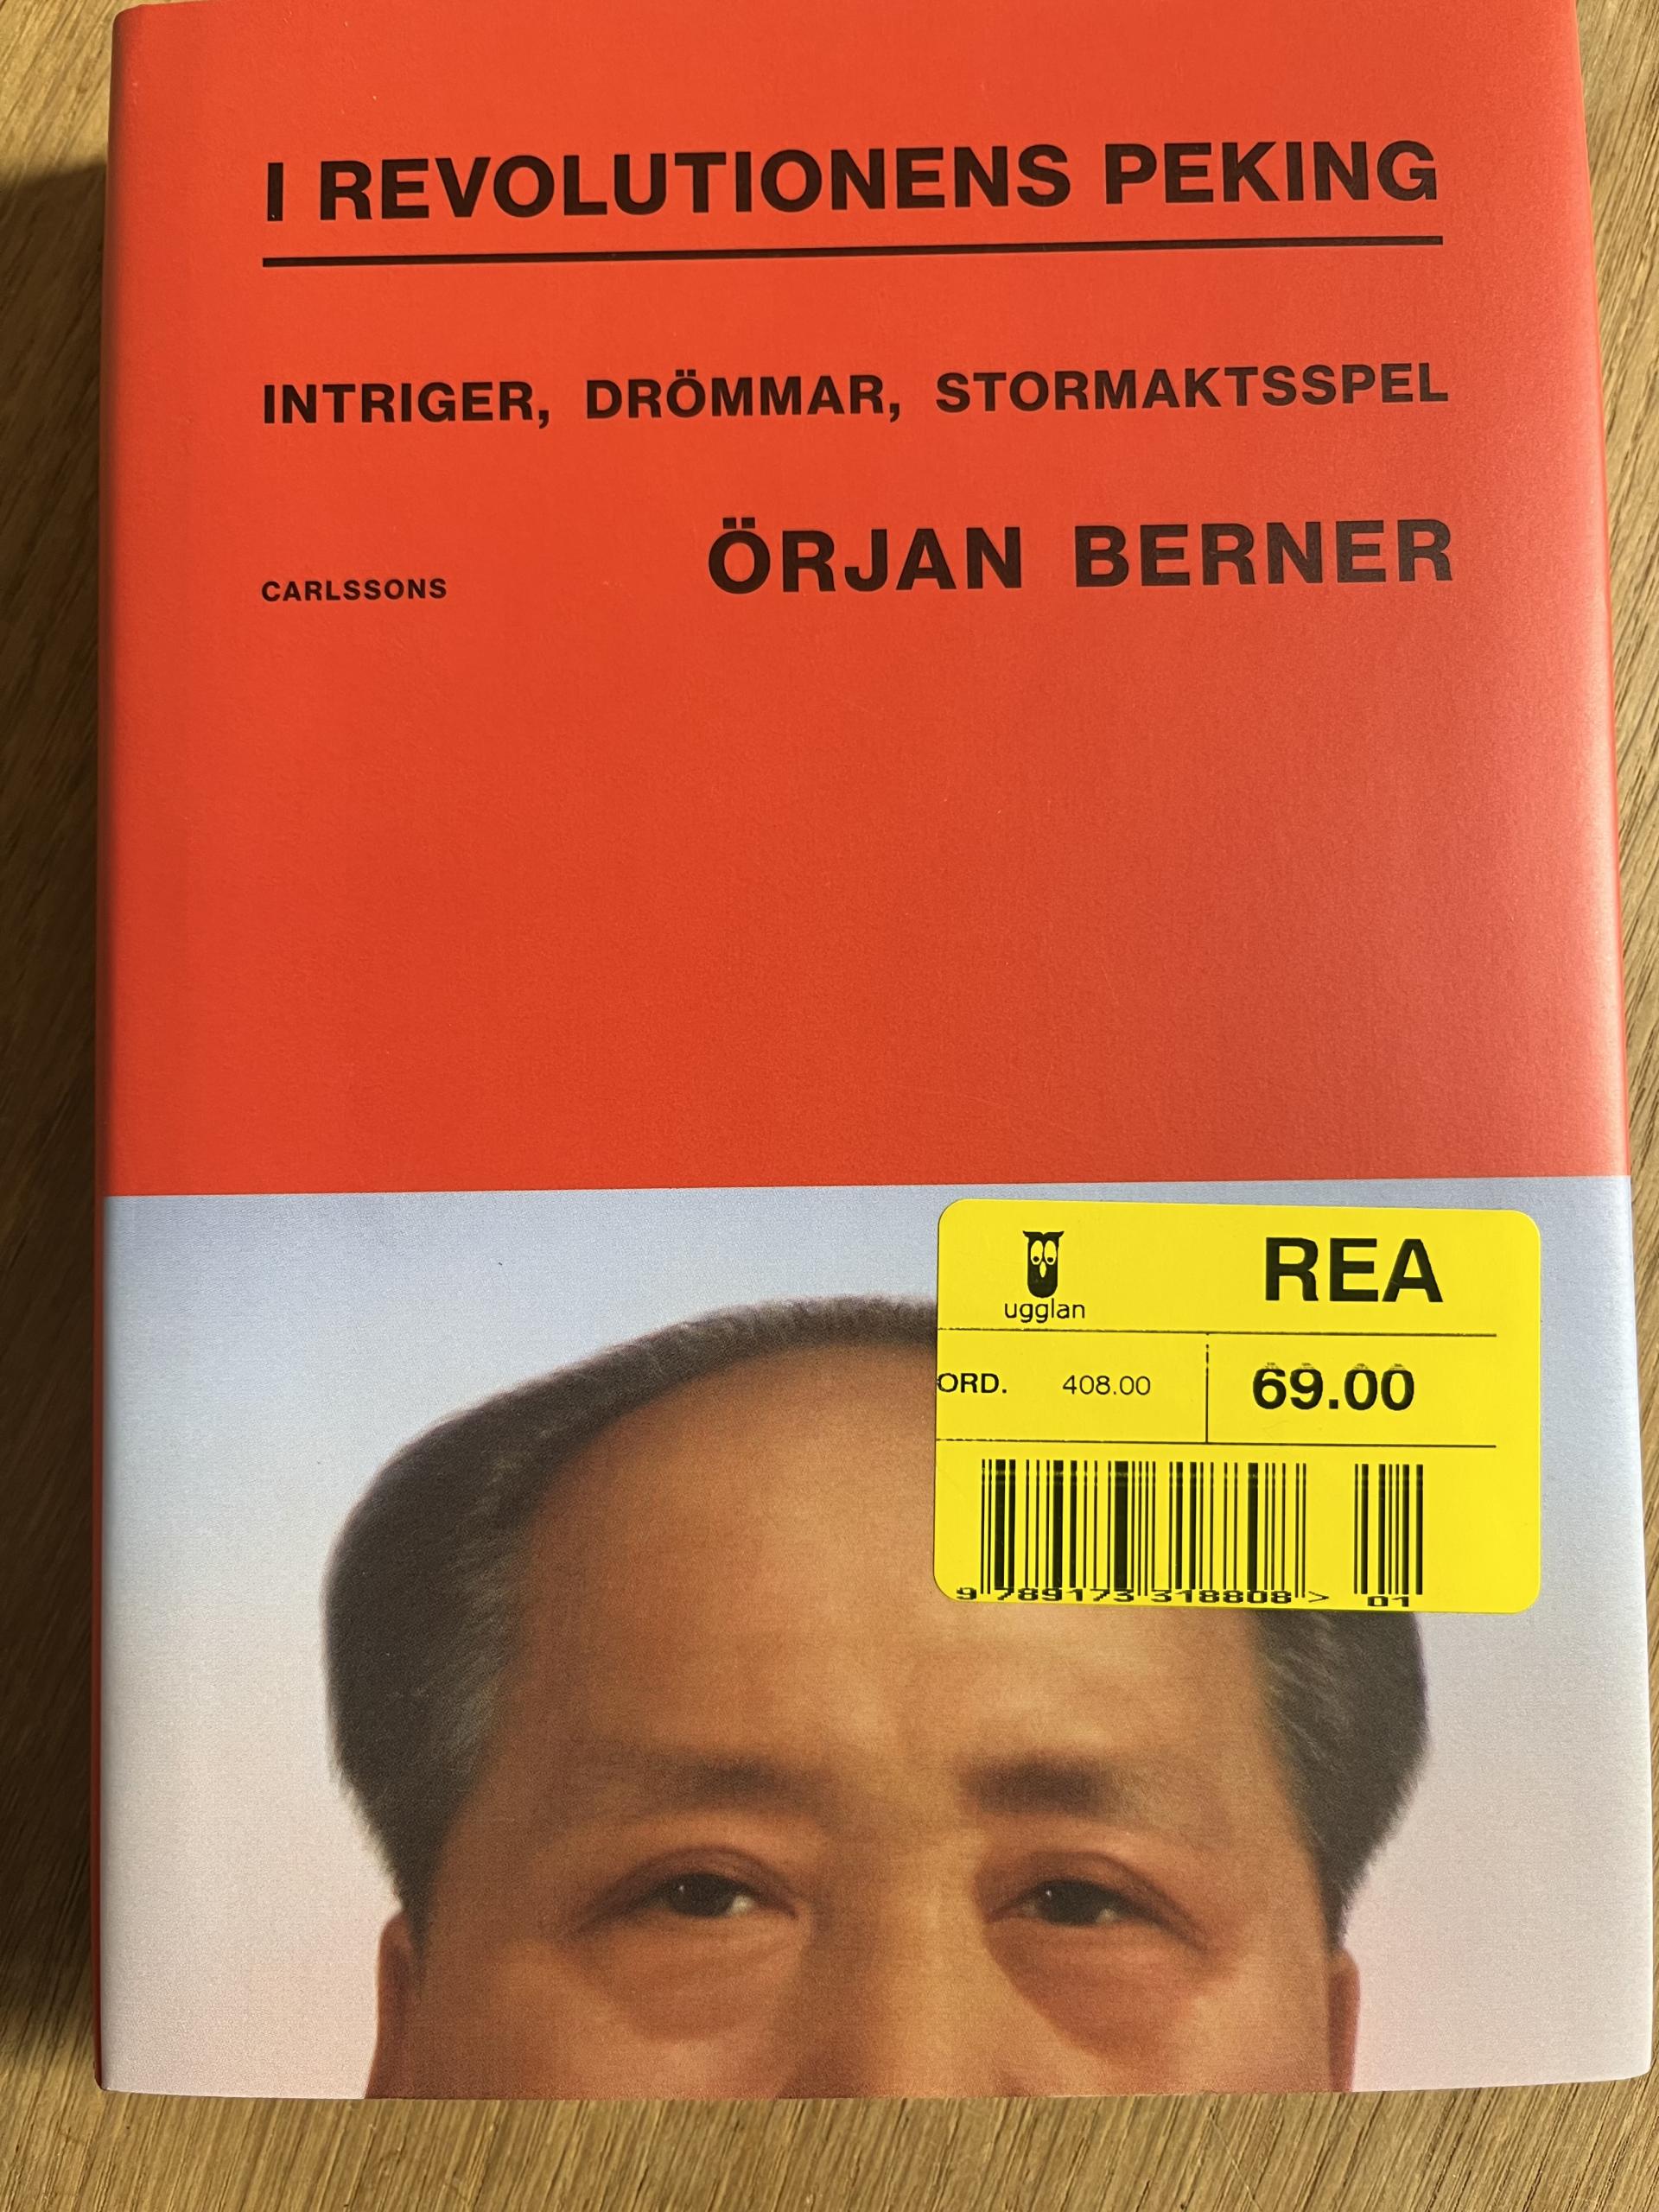 I REVOLUTIONENS PEKING
INTRIGER, DRÖMMAR, STORMAKTSSPEL
CARLSSONS ÖRJAN BERNER
ugglan REA
ORD. 408.00 69.00
9 789173 318808 > 01